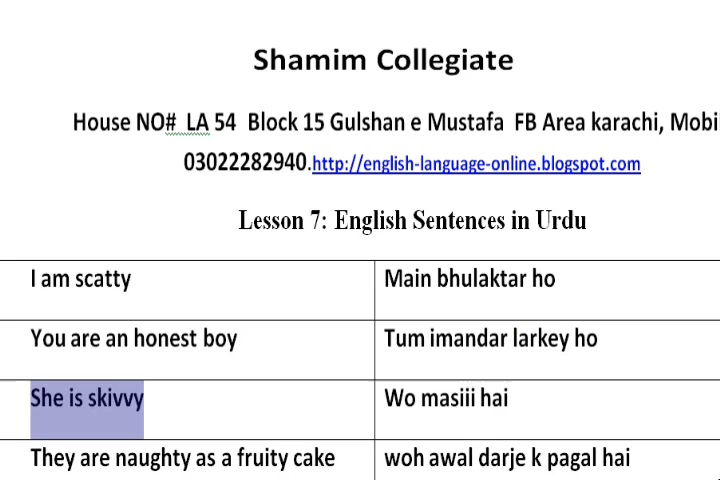 Shamim Collegiate
House NO# LA 54 Block 15 Gulshan e Mustafa FB Area karachi, Mobi
03022282940.http://english-language-online.blogspot.com
Lesson 7: English Sentences in Urdu
I am scatty Main bhulaktar ho
You are an honest boy Tum imandar larkey ho
She is skivvy Wo masiii hai
They are naughty as a fruity cake woh awal darje k pagal hai